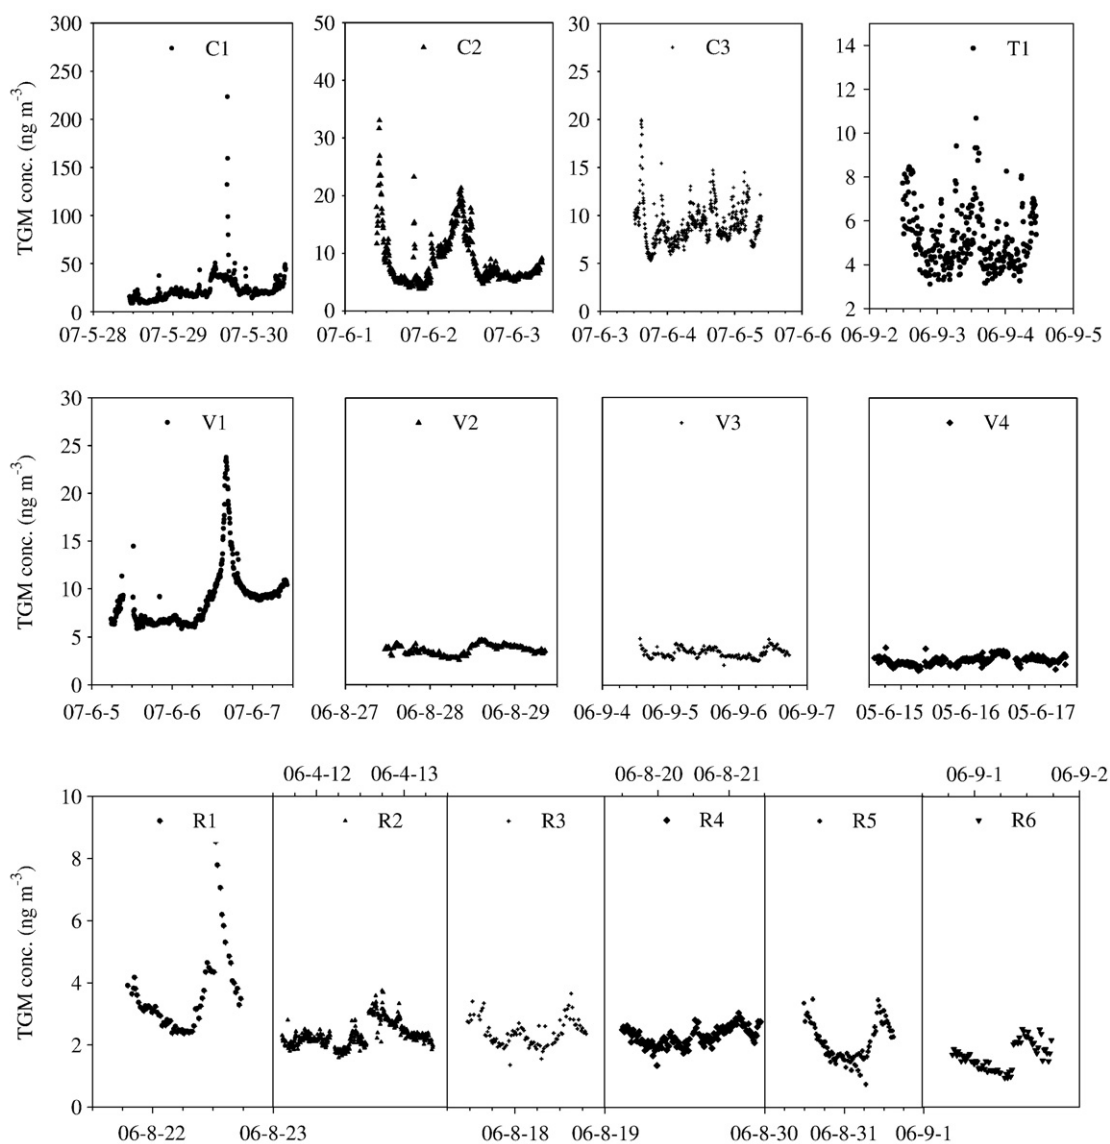 C1
C2
C3
T1
TGM conc. (ng m⁻³)
300
250
200
150
100
50
0
50
40
30
20
10
0
30
25
20
15
10
5
0
14
12
10
8
6
4
2
07-5-28 07-5-29 07-5-30
07-6-1 07-6-2 07-6-3
07-6-3 07-6-4 07-6-5 07-6-6
06-9-2 06-9-3 06-9-4 06-9-5
V1
V2
V3
V4
TGM conc. (ng m⁻³)
30
25
20
15
10
5
0
07-6-5 07-6-6 07-6-7
06-8-27 06-8-28 06-8-29
06-9-4 06-9-5 06-9-6 06-9-7
05-6-15 05-6-16 05-6-17
06-4-12 06-4-13
06-8-20 06-8-21
06-9-1 06-9-2
R1
R2
R3
R4
R5
R6
TGM conc. (ng m⁻³)
10
8
6
4
2
0
06-8-22 06-8-23
06-8-18 06-8-19
06-8-30 06-8-31 06-9-1